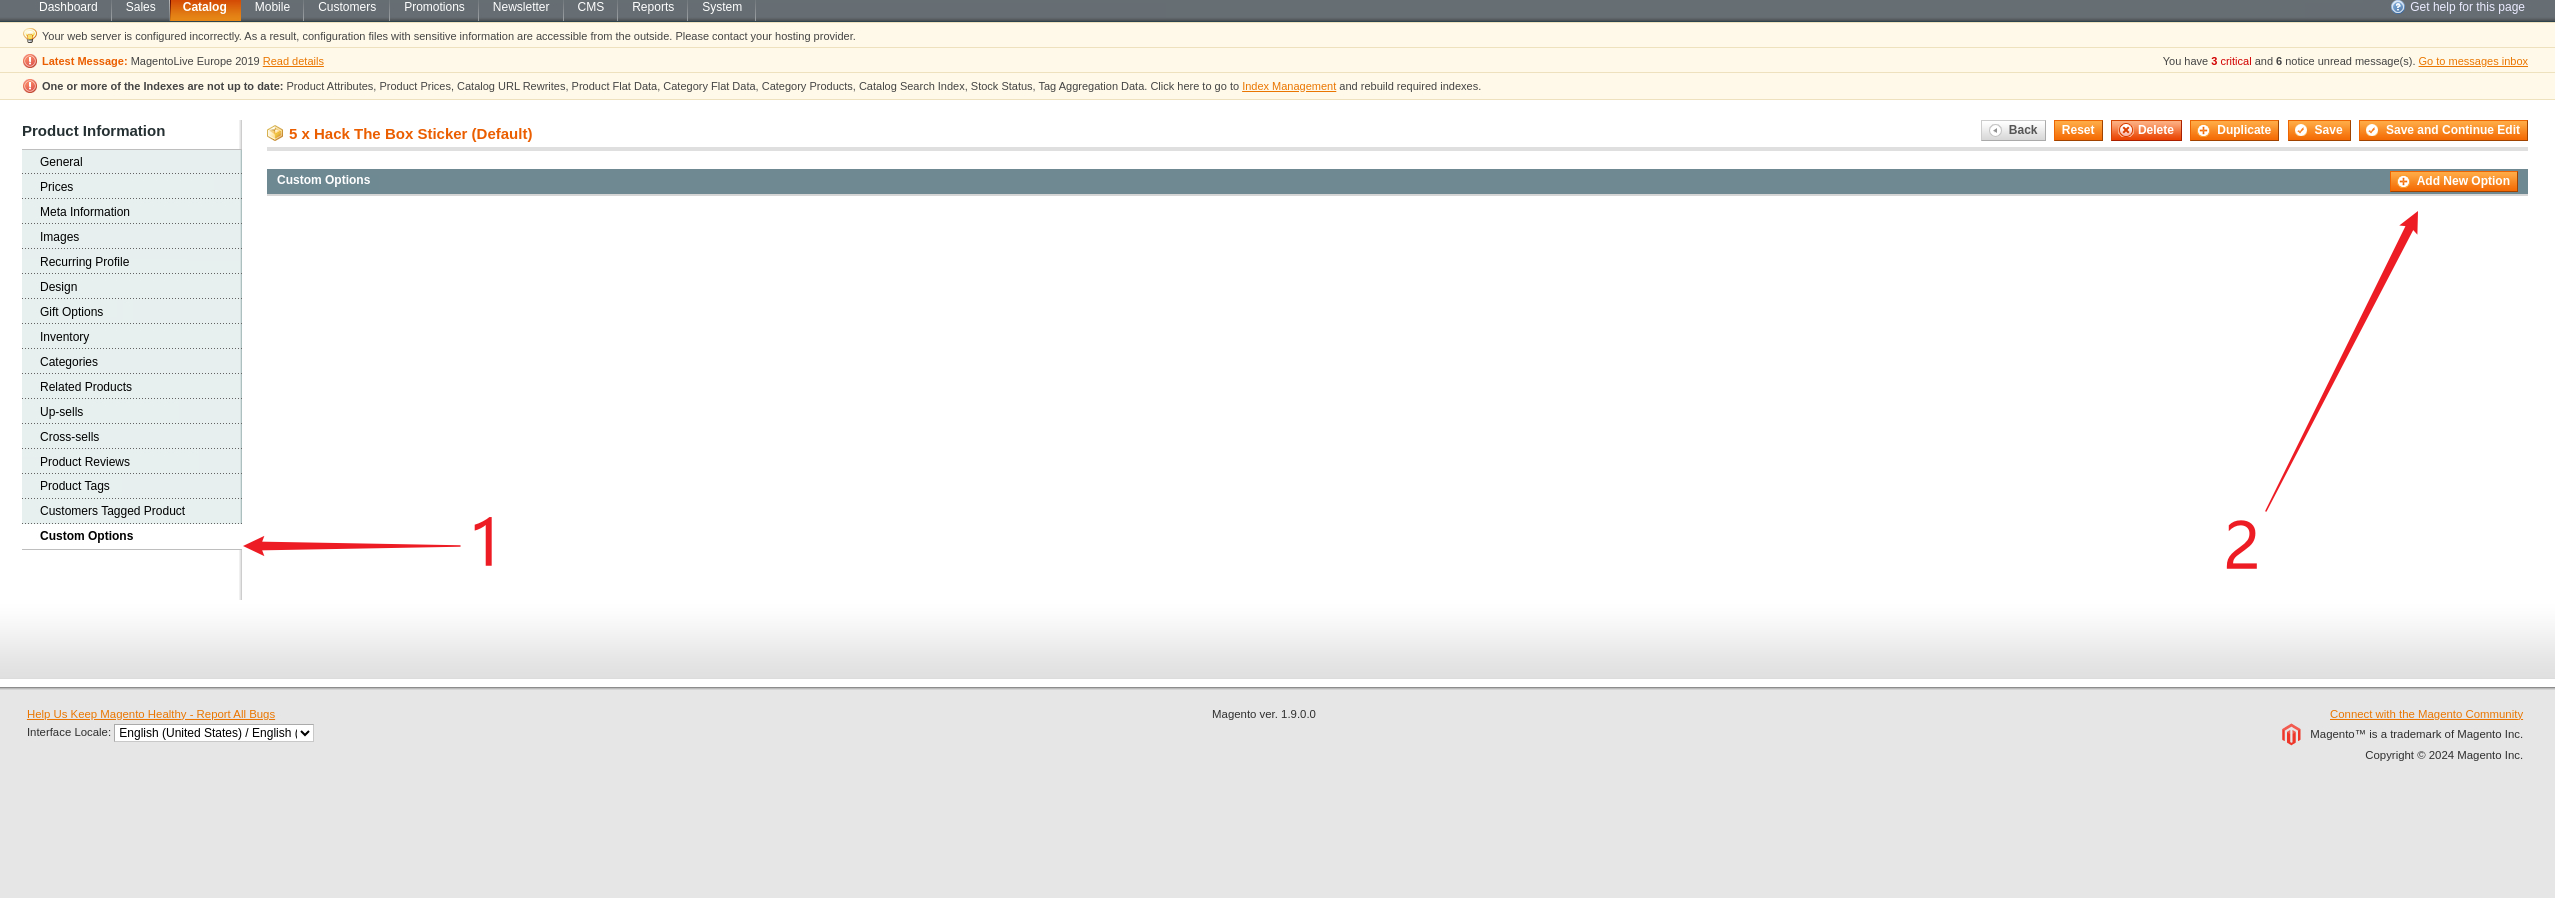 Dashboard Sales Catalog Mobile Customers Promotions Newsletter CMS Reports System Get help for this page
Your web server is configured incorrectly. As a result, configuration files with sensitive information are accessible from the outside. Please contact your hosting provider.
Latest Message: MagentoLive Europe 2019 Read details You have 3 critical and 6 notice unread message(s). Go to messages inbox
One or more of the Indexes are not up to date: Product Attributes, Product Prices, Catalog URL Rewrites, Product Flat Data, Category Flat Data, Category Products, Catalog Search Index, Stock Status, Tag Aggregation Data. Click here to go to Index Management and rebuild required indexes.
Product Information
General
Prices
Meta Information
Images
Recurring Profile
Design
Gift Options
Inventory
Categories
Related Products
Up-sells
Cross-sells
Product Reviews
Product Tags
Customers Tagged Product
Custom Options
5 x Hack The Box Sticker (Default) Back Reset Delete Duplicate Save Save and Continue Edit
Custom Options Add New Option
1
2
Help Us Keep Magento Healthy - Report All Bugs
Interface Locale: English (United States) / English (
Magento ver. 1.9.0.0
Connect with the Magento Community
Magento™ is a trademark of Magento Inc.
Copyright © 2024 Magento Inc.